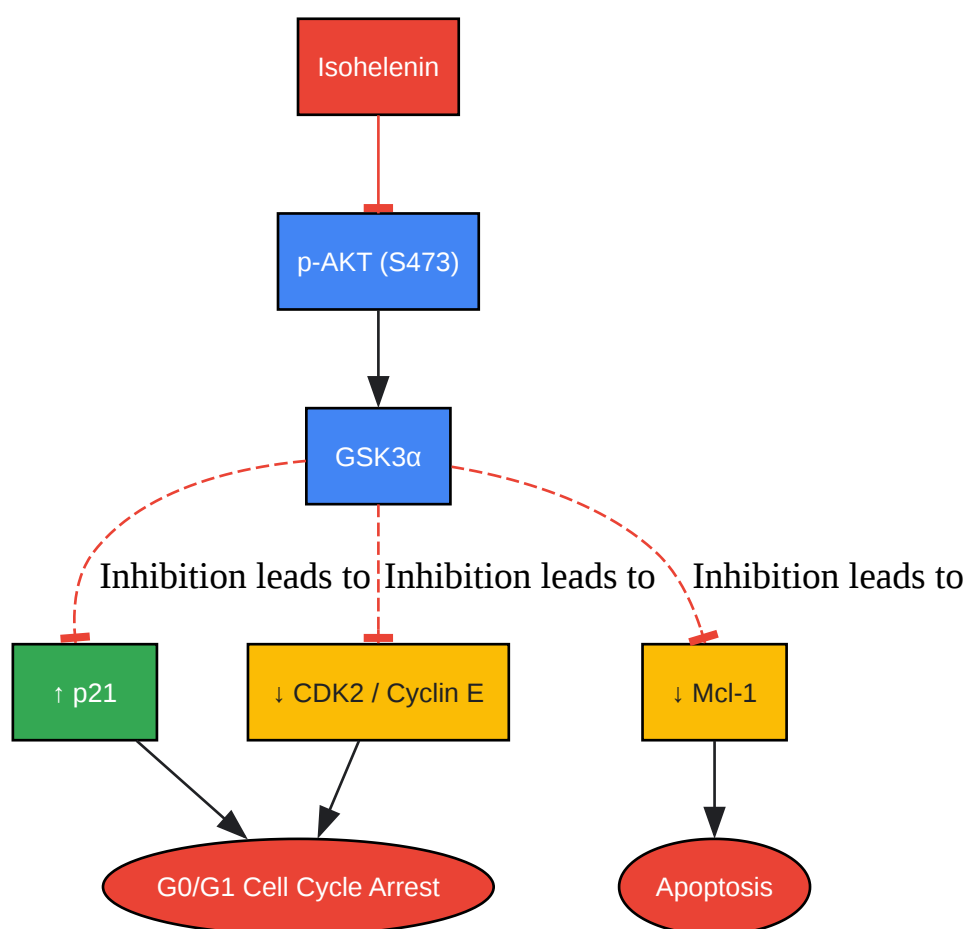 Isohelenin
p-AKT (S473)
GSK3α
Inhibition leads to
Inhibition leads to
Inhibition leads to
↑ p21
↓ CDK2 / Cyclin E
↓ Mcl-1
G0/G1 Cell Cycle Arrest
Apoptosis